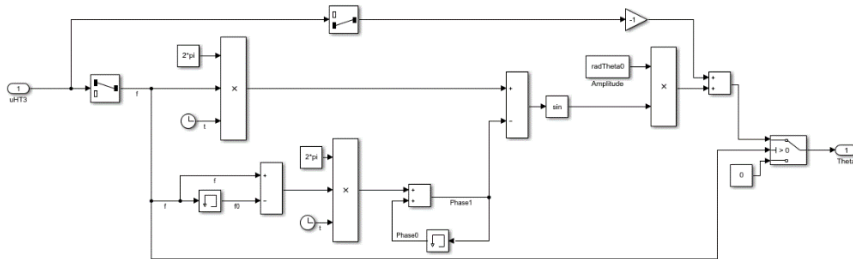 -1
2*pi
radTheta0
Amplitude
×
×
+
+
1
uHT3
f
+
−
sin
t
> 0
1
Theta
2*pi
0
f
+
×
+
+
Phase1
f
f0
−
t
Phase0